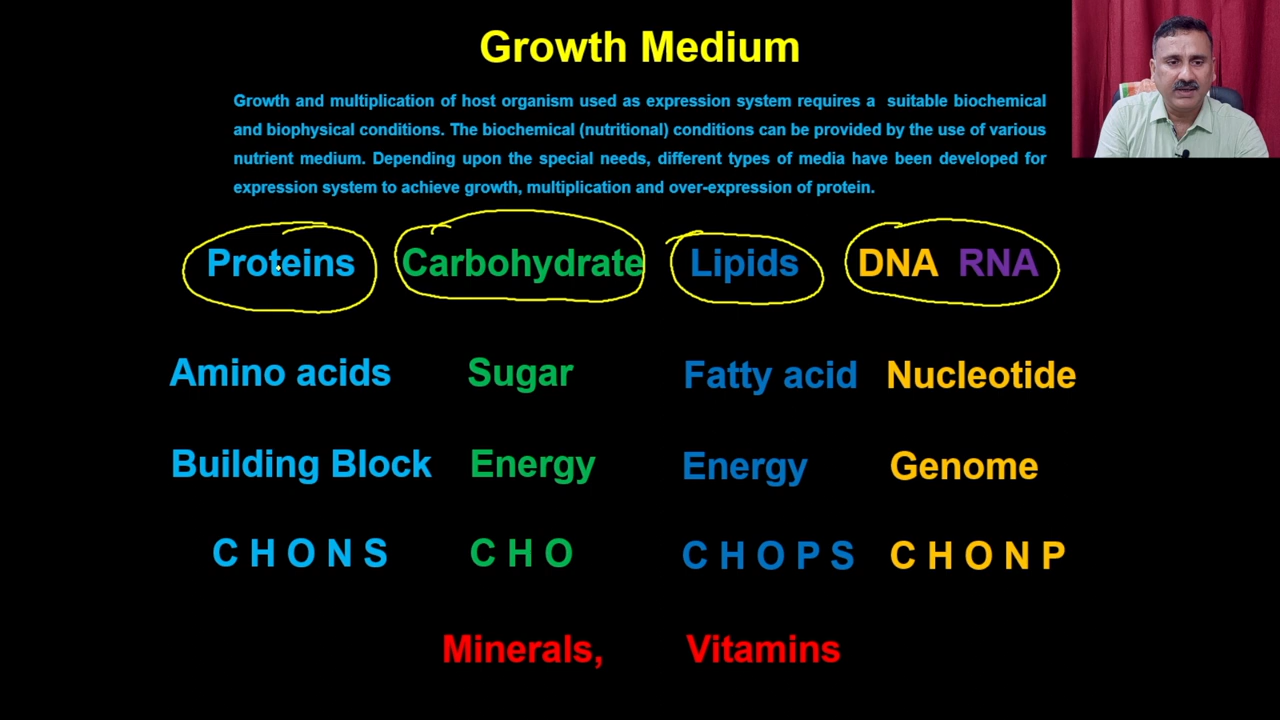 Growth Medium
Growth and multiplication of host organism used as expression system requires a suitable biochemical
and biophysical conditions. The biochemical (nutritional) conditions can be provided by the use of various
nutrient medium. Depending upon the special needs, different types of media have been developed for
expression system to achieve growth, multiplication and over-expression of protein.
Proteins Carbohydrate Lipids DNA RNA
Amino acids Sugar Fatty acid Nucleotide
Building Block Energy Energy Genome
C H O N S C H O C H O P S C H O N P
Minerals, Vitamins